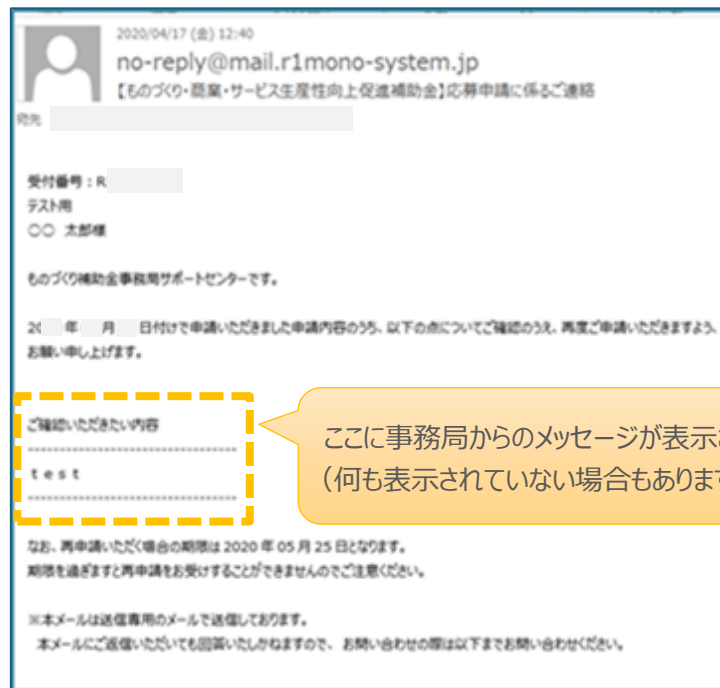 2020/04/17 (金) 12:40
no-reply@mail.r1mono-system.jp
【ものづくり・商業・サービス生産性向上促進補助金】応募申請に係るご連絡
宛先
受付番号：R
テスト用
〇〇 太郎様
ものづくり補助金事務局サポートセンターです。
20 年 月 日付けで申請いただきました申請内容のうち、以下の点についてご確認のうえ、再度ご申請いただきますよう、
お願い申し上げます。
ご確認いただきたい内容
----------------------------------
ｔｅｓｔ
----------------------------------
ここに事務局からのメッセージが表示
（何も表示されていない場合もありま
なお、再申請いただく場合の期限は 2020 年 05 月 25 日となります。
期限を過ぎますと再申請をお受けすることができませんのでご注意ください。
※本メールは送信専用のメールで送信しております。
本メールにご返信いただいても回答いたしかねますので、お問い合わせの際は以下までお問い合わせください。